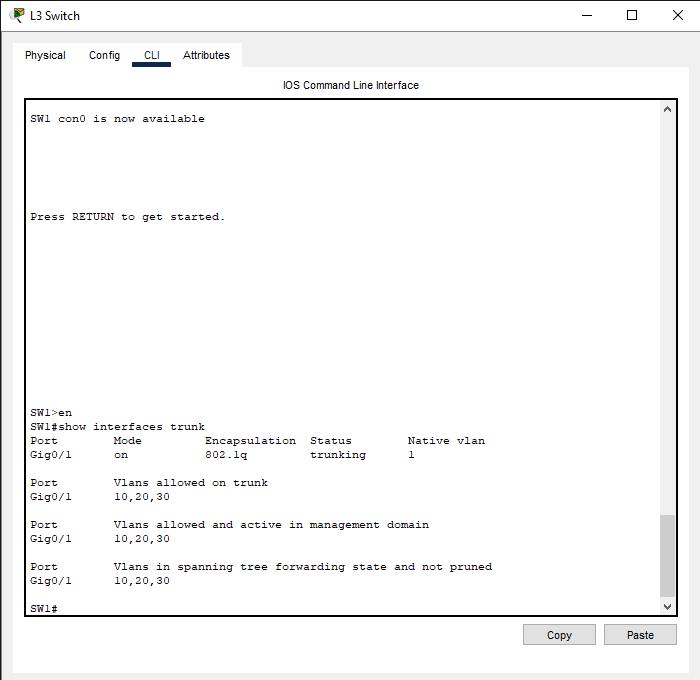 L3 Switch
Physical Config CLI Attributes
IOS Command Line Interface
SW1 con0 is now available
Press RETURN to get started.
SW1>en
SW1#show interfaces trunk
Port        Mode         Encapsulation  Status        Native vlan
Gig0/1      on           802.1q         trunking      1
Port        Vlans allowed on trunk
Gig0/1      10,20,30
Port        Vlans allowed and active in management domain
Gig0/1      10,20,30
Port        Vlans in spanning tree forwarding state and not pruned
Gig0/1      10,20,30
SW1#
Copy Paste